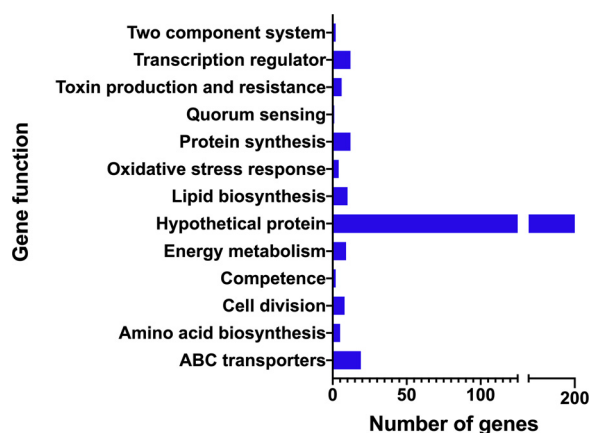 Gene function
Two component system
Transcription regulator
Toxin production and resistance
Quorum sensing
Protein synthesis
Oxidative stress response
Lipid biosynthesis
Hypothetical protein
Energy metabolism
Competence
Cell division
Amino acid biosynthesis
ABC transporters
0 50 100 200
Number of genes